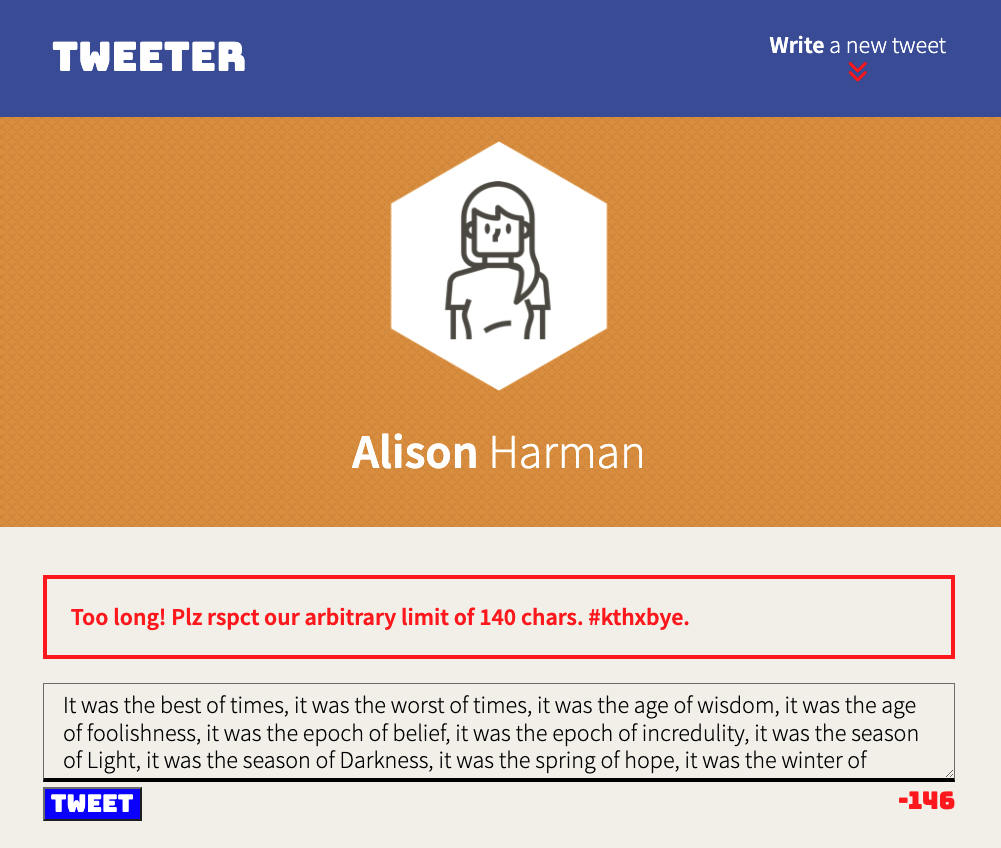 TWEETER
Write a new tweet
Alison Harman
Too long! Plz rspct our arbitrary limit of 140 chars. #kthxbye.
It was the best of times, it was the worst of times, it was the age of wisdom, it was the age
of foolishness, it was the epoch of belief, it was the epoch of incredulity, it was the season
of Light, it was the season of Darkness, it was the spring of hope, it was the winter of
TWEET
-146